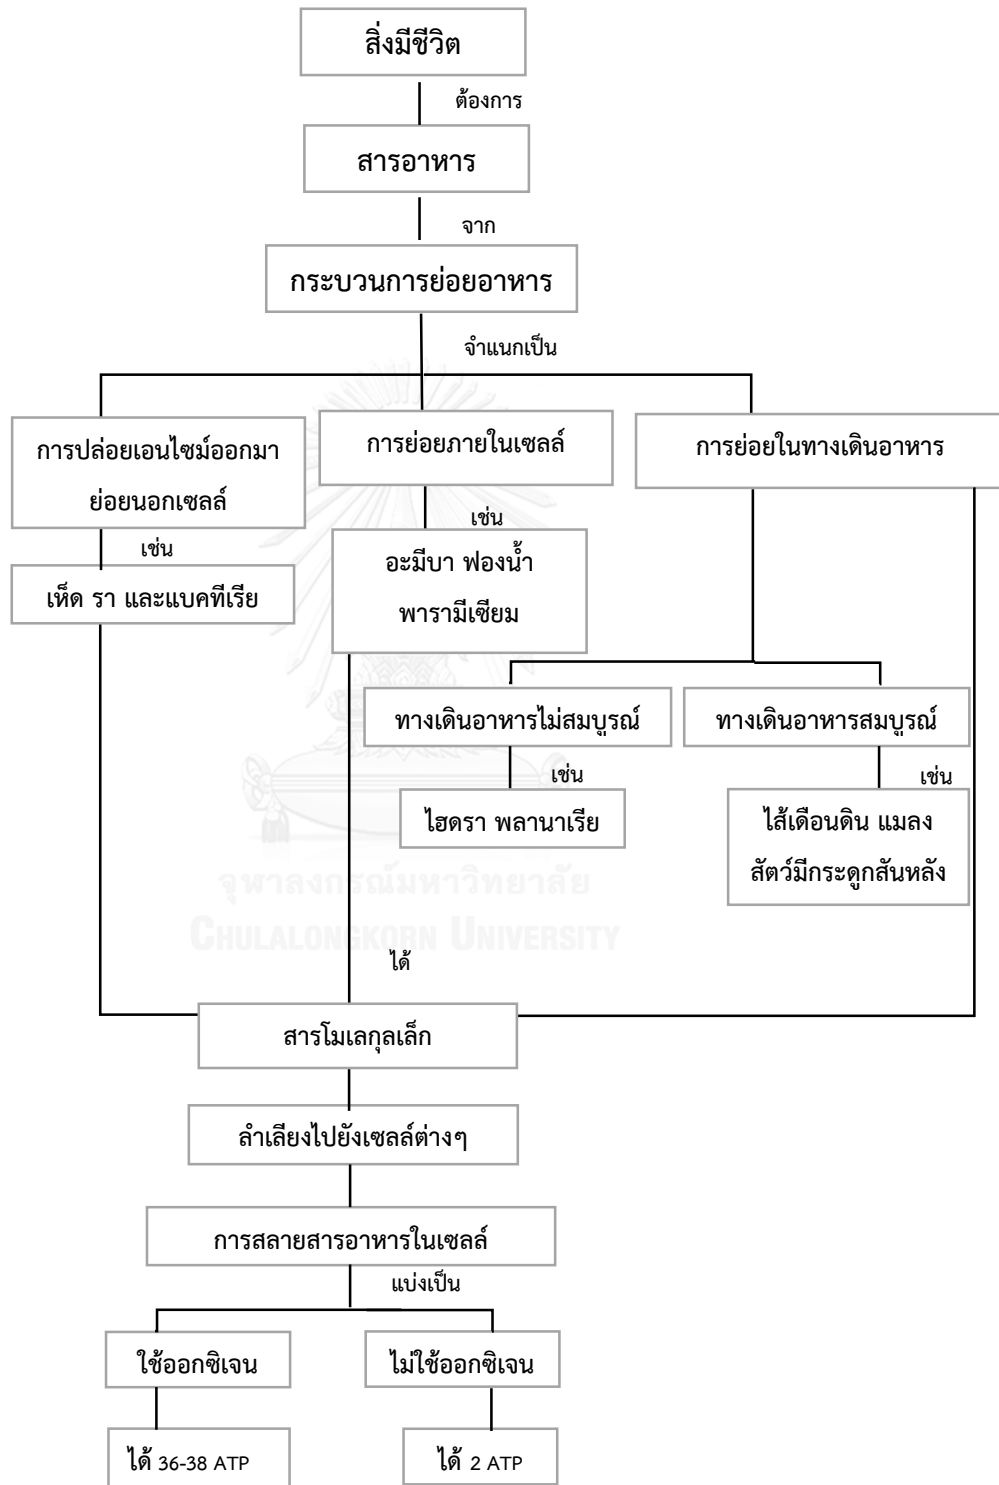 สิ่งมีชีวิต
ต้องการ
สารอาหาร
จาก
กระบวนการย่อยอาหาร
จำแนกเป็น
การปล่อยเอนไซม์ออกมา
ย่อยนอกเซลล์
การย่อยภายในเซลล์
การย่อยในทางเดินอาหาร
เช่น
เช่น
เห็ด รา และแบคทีเรีย
อะมีบา ฟองน้ำ
พารามีเซียม
ทางเดินอาหารไม่สมบูรณ์
ทางเดินอาหารสมบูรณ์
เช่น
เช่น
ไฮดรา พลานาเรีย
ไส้เดือนดิน แมลง
สัตว์มีกระดูกสันหลัง
จุฬาลงกรณ์มหาวิทยาลัย
CHULALONGKORN UNIVERSITY
ได้
สารโมเลกุลเล็ก
ลำเลียงไปยังเซลล์ต่างๆ
การสลายสารอาหารในเซลล์
แบ่งเป็น
ใช้ออกซิเจน
ไม่ใช้ออกซิเจน
ได้ 36-38 ATP
ได้ 2 ATP